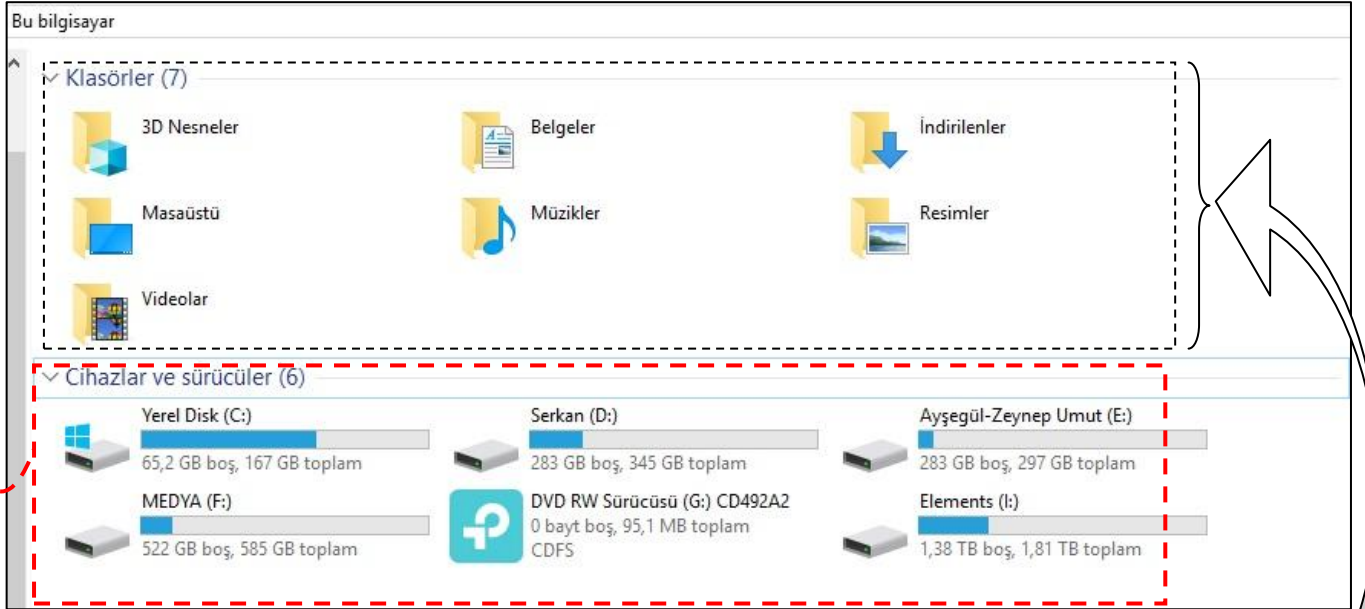 Bu bilgisayar
Klasörler (7)
3D Nesneler
Belgeler
İndirilenler
Masaüstü
Müzikler
Resimler
Videolar
Cihazlar ve sürücüler (6)
Yerel Disk (C:)
65,2 GB boş, 167 GB toplam
Serkan (D:)
283 GB boş, 345 GB toplam
Ayşegül-Zeynep Umut (E:)
283 GB boş, 297 GB toplam
MEDYA (F:)
522 GB boş, 585 GB toplam
DVD RW Sürücüsü (G:) CD492A2
0 bayt boş, 95,1 MB toplam
CDFS
Elements (I:)
1,38 TB boş, 1,81 TB toplam